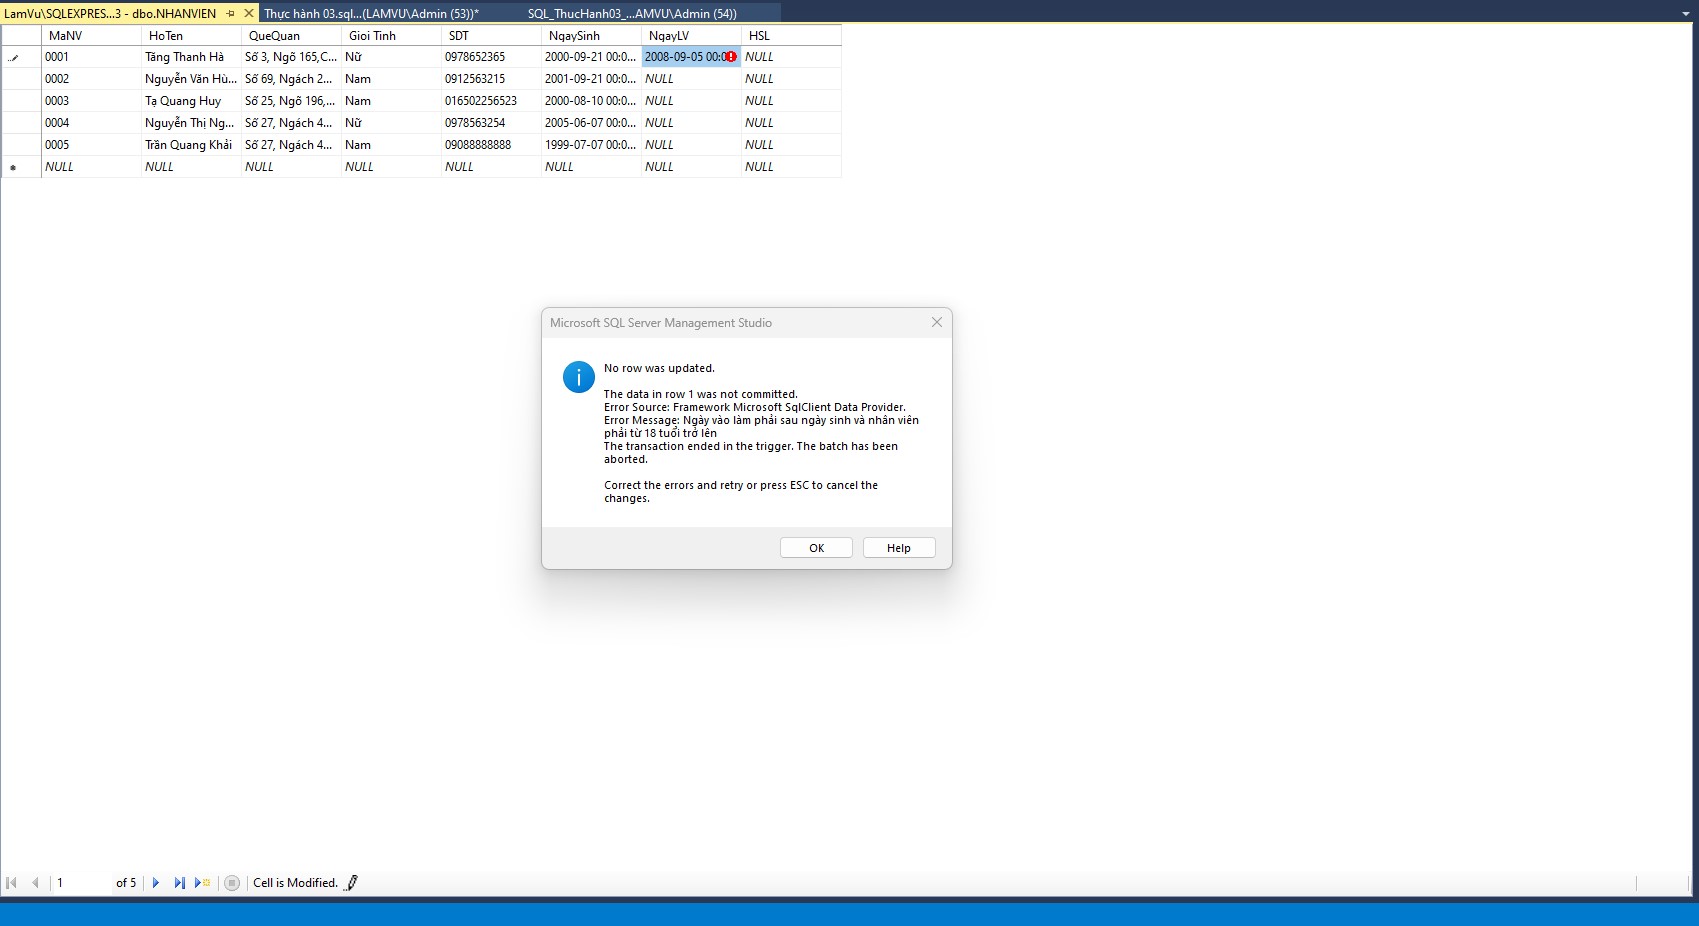 LamVu\SQLEXPRES...3 - dbo.NHANVIEN Thực hành 03.sql...(LAMVU\Admin (53))* SQL_ThucHanh03_...AMVU\Admin (54))
MaNV HoTen QueQuan Gioi Tinh SDT NgaySinh NgayLV HSL
0001 Tăng Thanh Hà Số 3, Ngõ 165,C... Nữ 0978652365 2000-09-21 00:0... 2008-09-05 00:0 NULL
0002 Nguyễn Văn Hù... Số 69, Ngách 2... Nam 0912563215 2001-09-21 00:0... NULL NULL
0003 Tạ Quang Huy Số 25, Ngõ 196,... Nam 016502256523 2000-08-10 00:0... NULL NULL
0004 Nguyễn Thị Ng... Số 27, Ngách 4... Nữ 0978563254 2005-06-07 00:0... NULL NULL
0005 Trần Quang Khải Số 27, Ngách 4... Nam 09088888888 1999-07-07 00:0... NULL NULL
NULL NULL NULL NULL NULL NULL NULL NULL
Microsoft SQL Server Management Studio
No row was updated.
The data in row 1 was not committed.
Error Source: Framework Microsoft SqlClient Data Provider.
Error Message: Ngày vào làm phải sau ngày sinh và nhân viên
phải từ 18 tuổi trở lên
The transaction ended in the trigger. The batch has been
aborted.
Correct the errors and retry or press ESC to cancel the
changes.
OK Help
1 of 5 Cell is Modified.